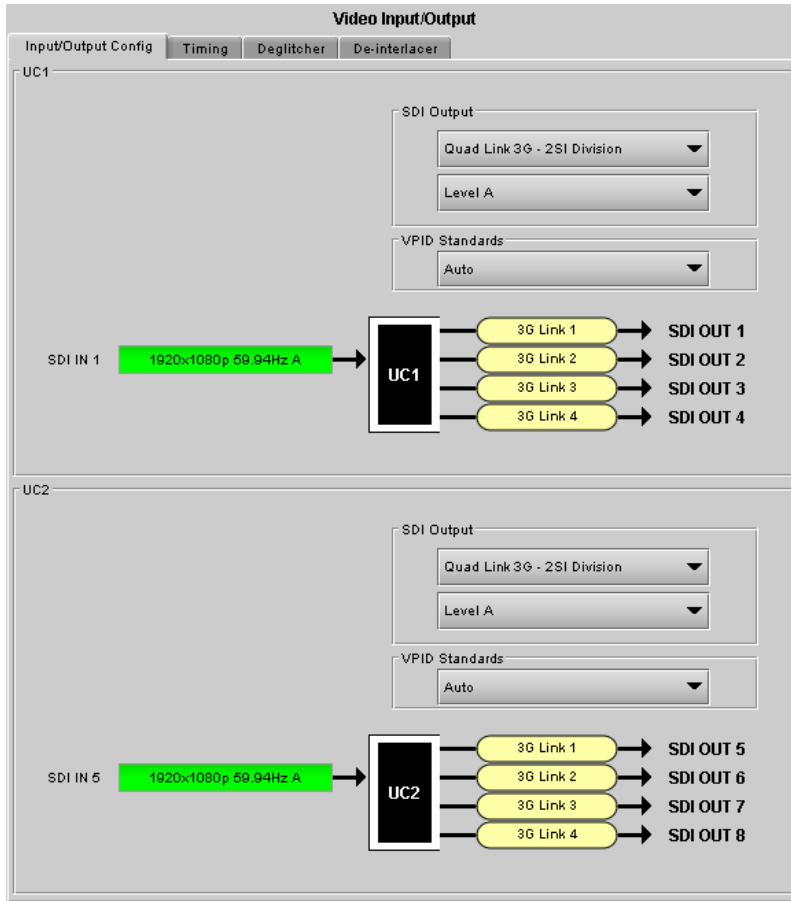 Video Input/Output
Input/Output Config Timing Deglitcher De-interlacer
UC1
SDI Output
Quad Link 3G - 2SI Division
Level A
VPID Standards
Auto
SDI IN 1 1920x1080p 59.94Hz A UC1
3G Link 1 SDI OUT 1
3G Link 2 SDI OUT 2
3G Link 3 SDI OUT 3
3G Link 4 SDI OUT 4
UC2
SDI Output
Quad Link 3G - 2SI Division
Level A
VPID Standards
Auto
SDI IN 5 1920x1080p 59.94Hz A UC2
3G Link 1 SDI OUT 5
3G Link 2 SDI OUT 6
3G Link 3 SDI OUT 7
3G Link 4 SDI OUT 8